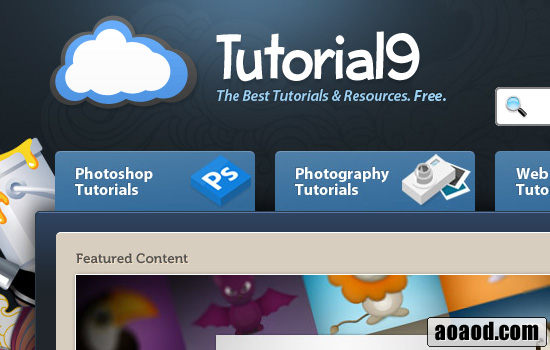 Tutorial9
The Best Tutorials & Resources. Free.
Photoshop
Tutorials
Ps
Photography
Tutorials
Web
Tuto
Featured Content
aoaod.com